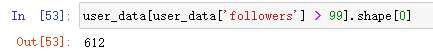 In [53]: user_data[user_data['followers'] > 99].shape[0]
Out[53]: 612